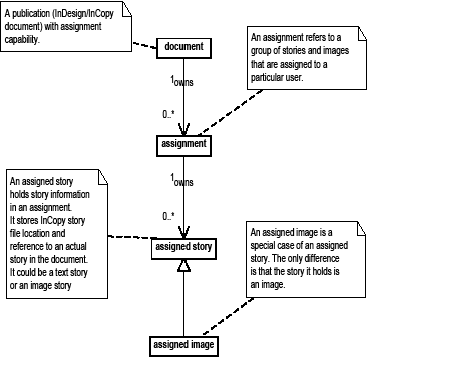 A publication (InDesign/InCopy
document) with assignment
capability.
document
An assignment refers to a
group of stories and images
that are assigned to a
particular user.
1
owns
0..*
assignment
1
owns
0..*
An assigned story
holds story information
in an assignment.
It stores InCopy story
file location and
reference to an actual
story in the document.
It could be a text story
or an image story
assigned story
An assigned image is a
special case of an assigned
story. The only difference
is that the story it holds is
an image.
assigned image